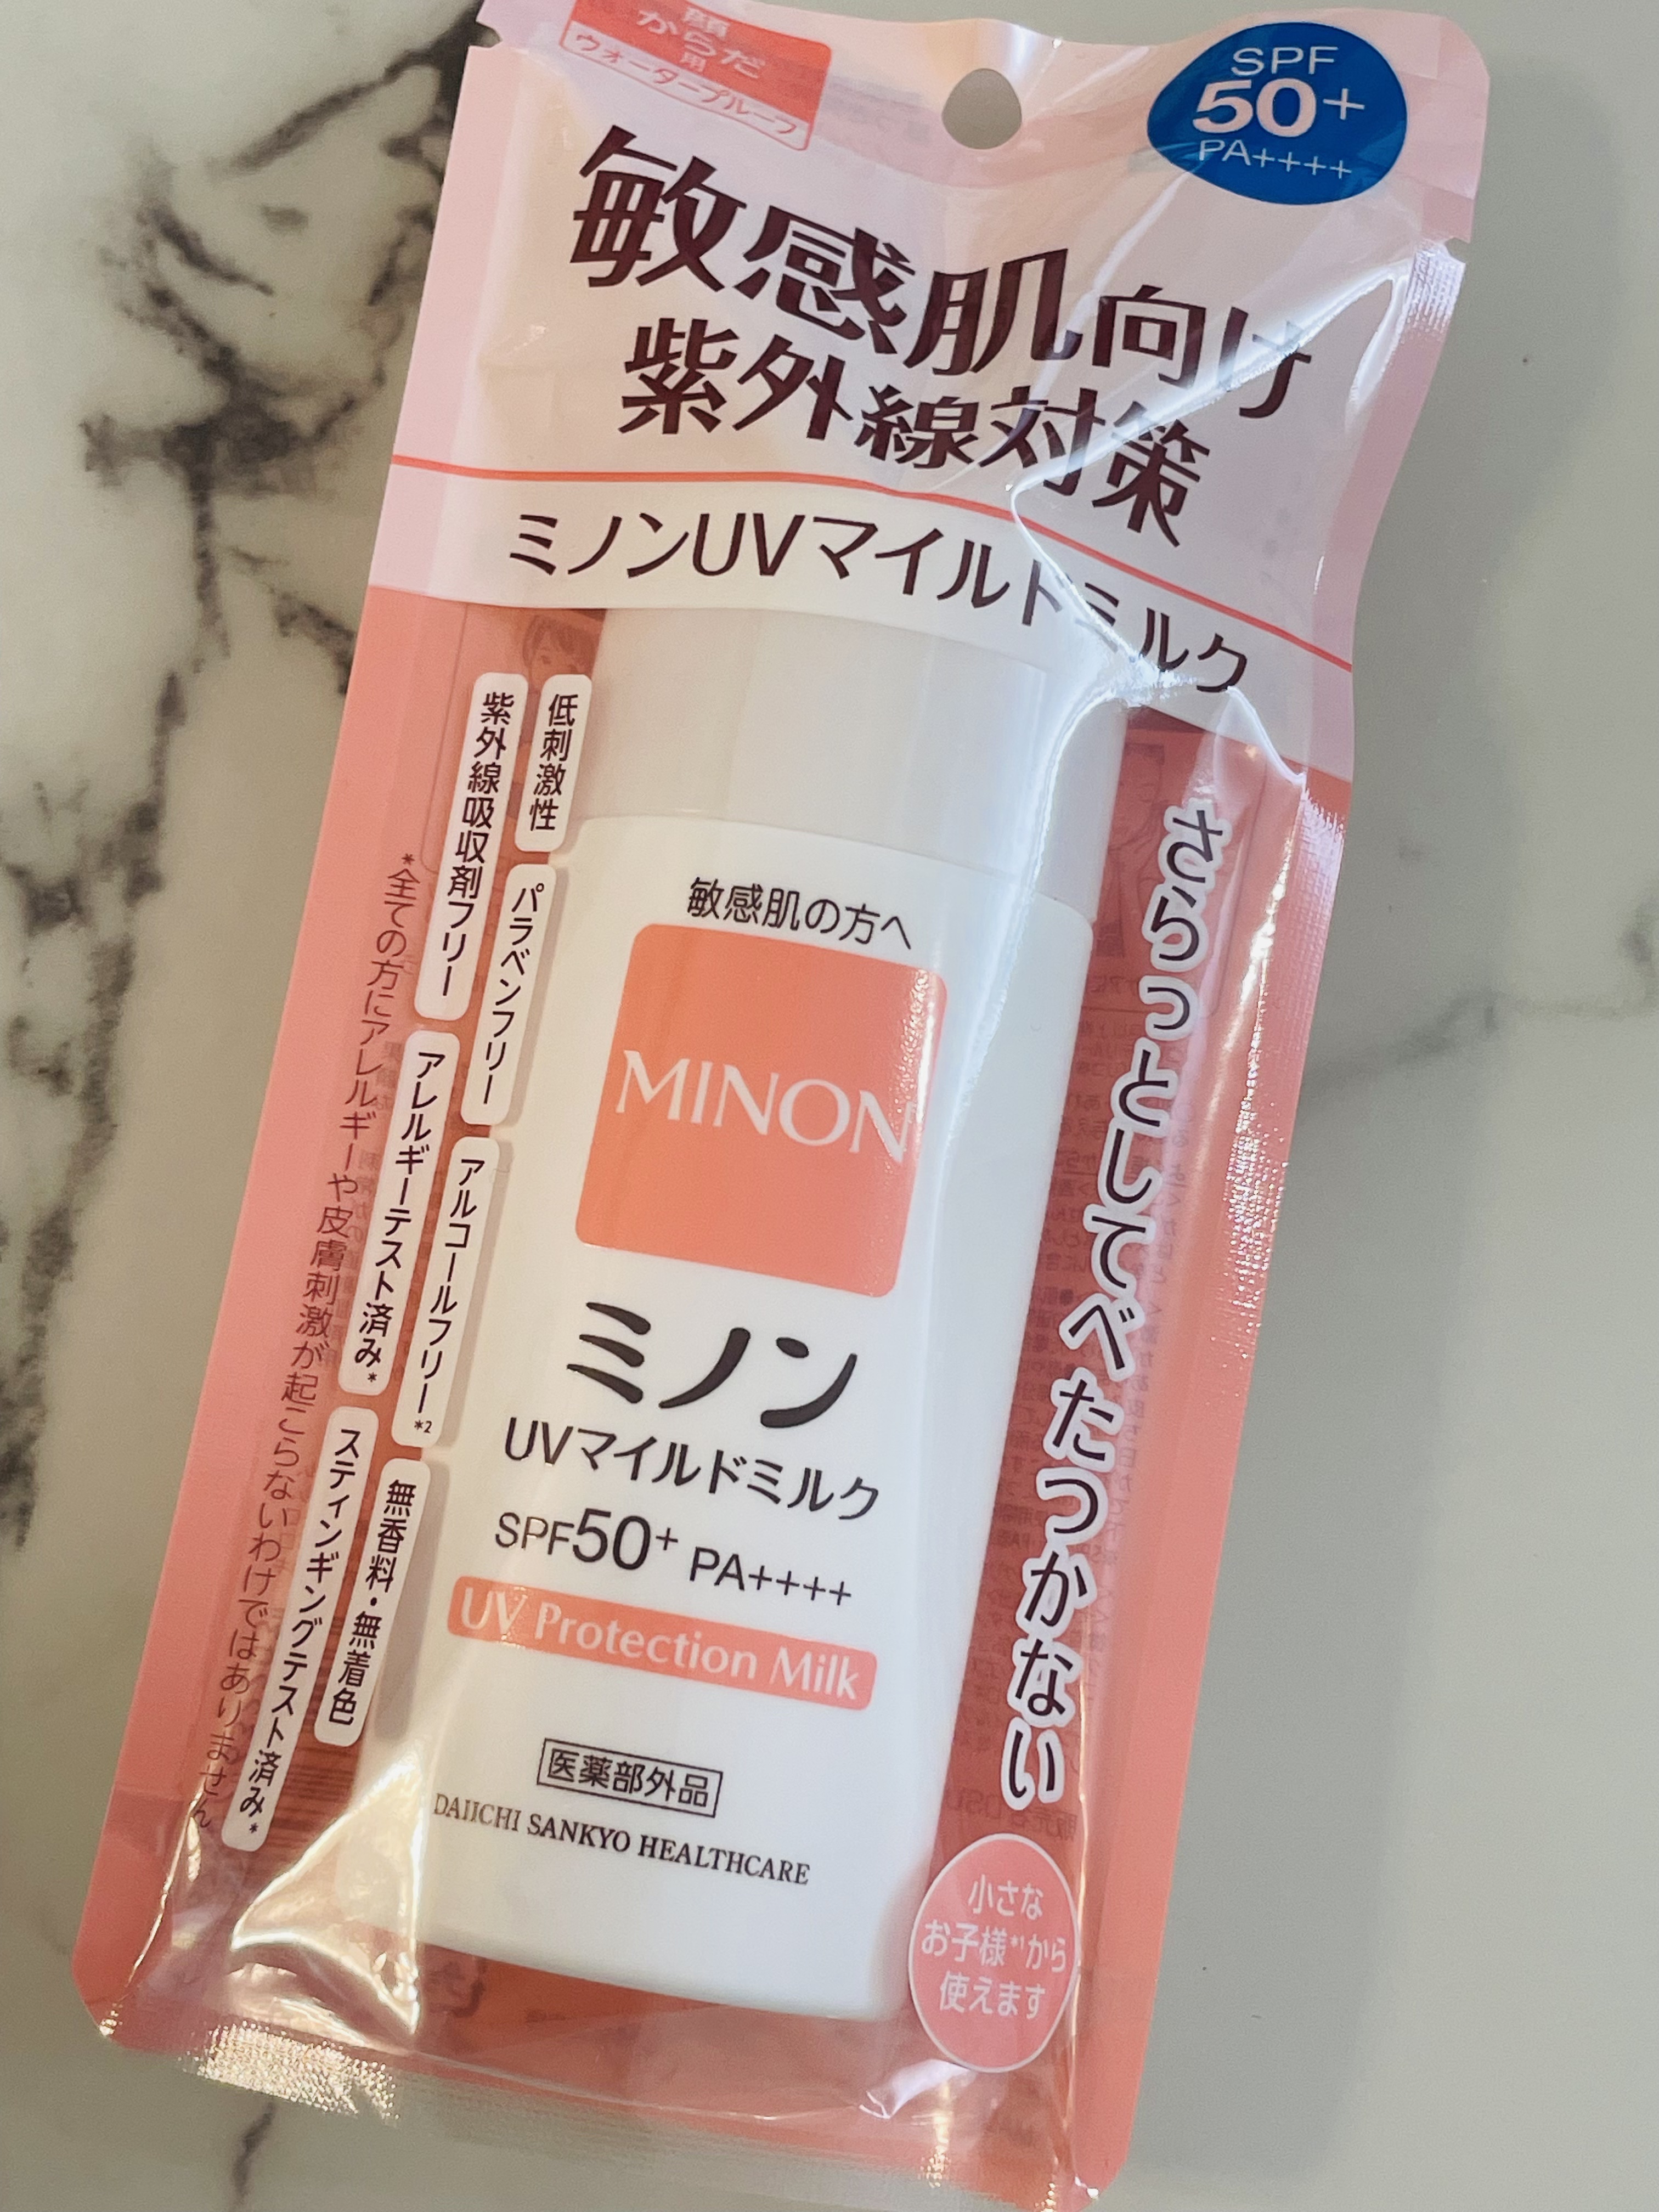 顔
からだ
用
ウォータープルーフ
SPF
50+
PA++++
敏感肌向け
紫外線対策
ミノンUVマイルドミルク
低刺激性
パラベンフリー
アルコールフリー*2
無香料・無着色
紫外線吸収剤フリー
アレルギーテスト済み*
スティンギングテスト済み*
*全ての方にアレルギーや皮膚刺激が起こらないわけではありません
さらっとしてべたつかない
敏感肌の方へ
MINON
ミノン
UVマイルドミルク
SPF50+ PA++++
UV Protection Milk
医薬部外品
DAIICHI SANKYO HEALTHCARE
小さな
お子様*1から
使えます